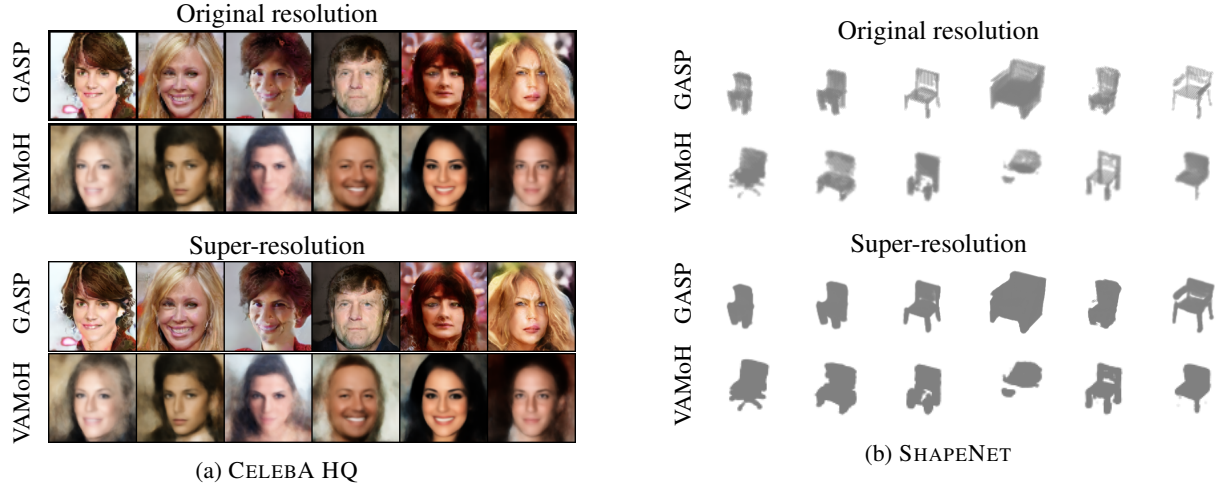 Original resolution
GASP
VAMoH
Super-resolution
GASP
VAMoH
(a) CELEBA HQ
Original resolution
GASP
VAMoH
Super-resolution
GASP
VAMoH
(b) SHAPENET